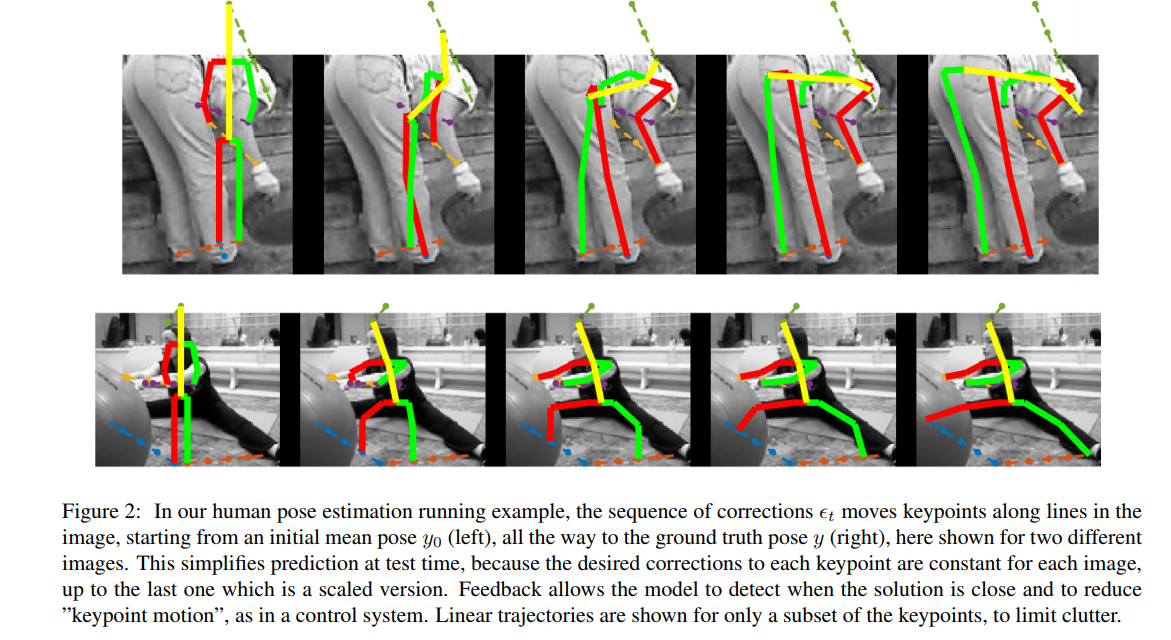 Figure 2: In our human pose estimation running example, the sequence of corrections ϵt moves keypoints along lines in the
image, starting from an initial mean pose y0 (left), all the way to the ground truth pose y (right), here shown for two different
images. This simplifies prediction at test time, because the desired corrections to each keypoint are constant for each image,
up to the last one which is a scaled version. Feedback allows the model to detect when the solution is close and to reduce
”keypoint motion”, as in a control system. Linear trajectories are shown for only a subset of the keypoints, to limit clutter.